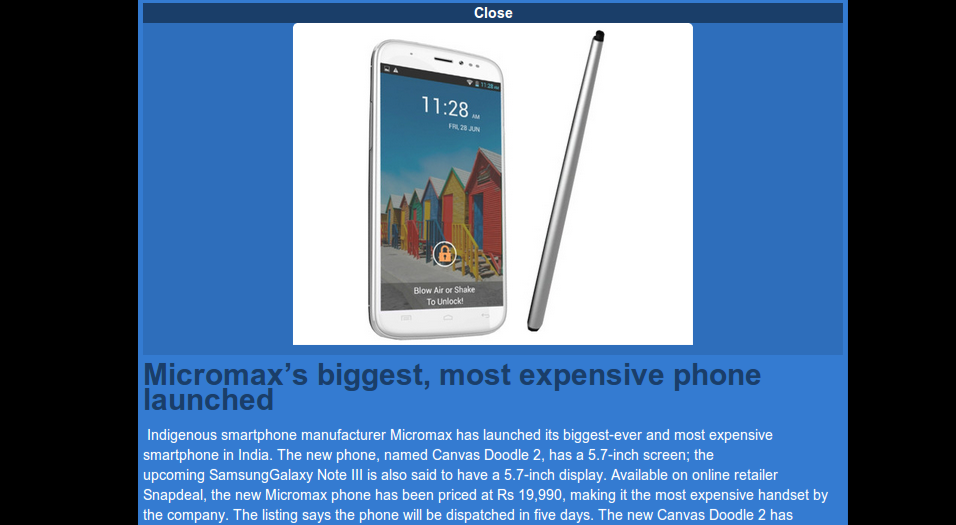 Close
11:28 AM
11:28 AM
FRI, 28 JUN
Blow Air or Shake
To Unlock!
Micromax’s biggest, most expensive phone
launched
Indigenous smartphone manufacturer Micromax has launched its biggest-ever and most expensive
smartphone in India. The new phone, named Canvas Doodle 2, has a 5.7-inch screen; the
upcoming SamsungGalaxy Note III is also said to have a 5.7-inch display. Available on online retailer
Snapdeal, the new Micromax phone has been priced at Rs 19,990, making it the most expensive handset by
the company. The listing says the phone will be dispatched in five days. The new Canvas Doodle 2 has